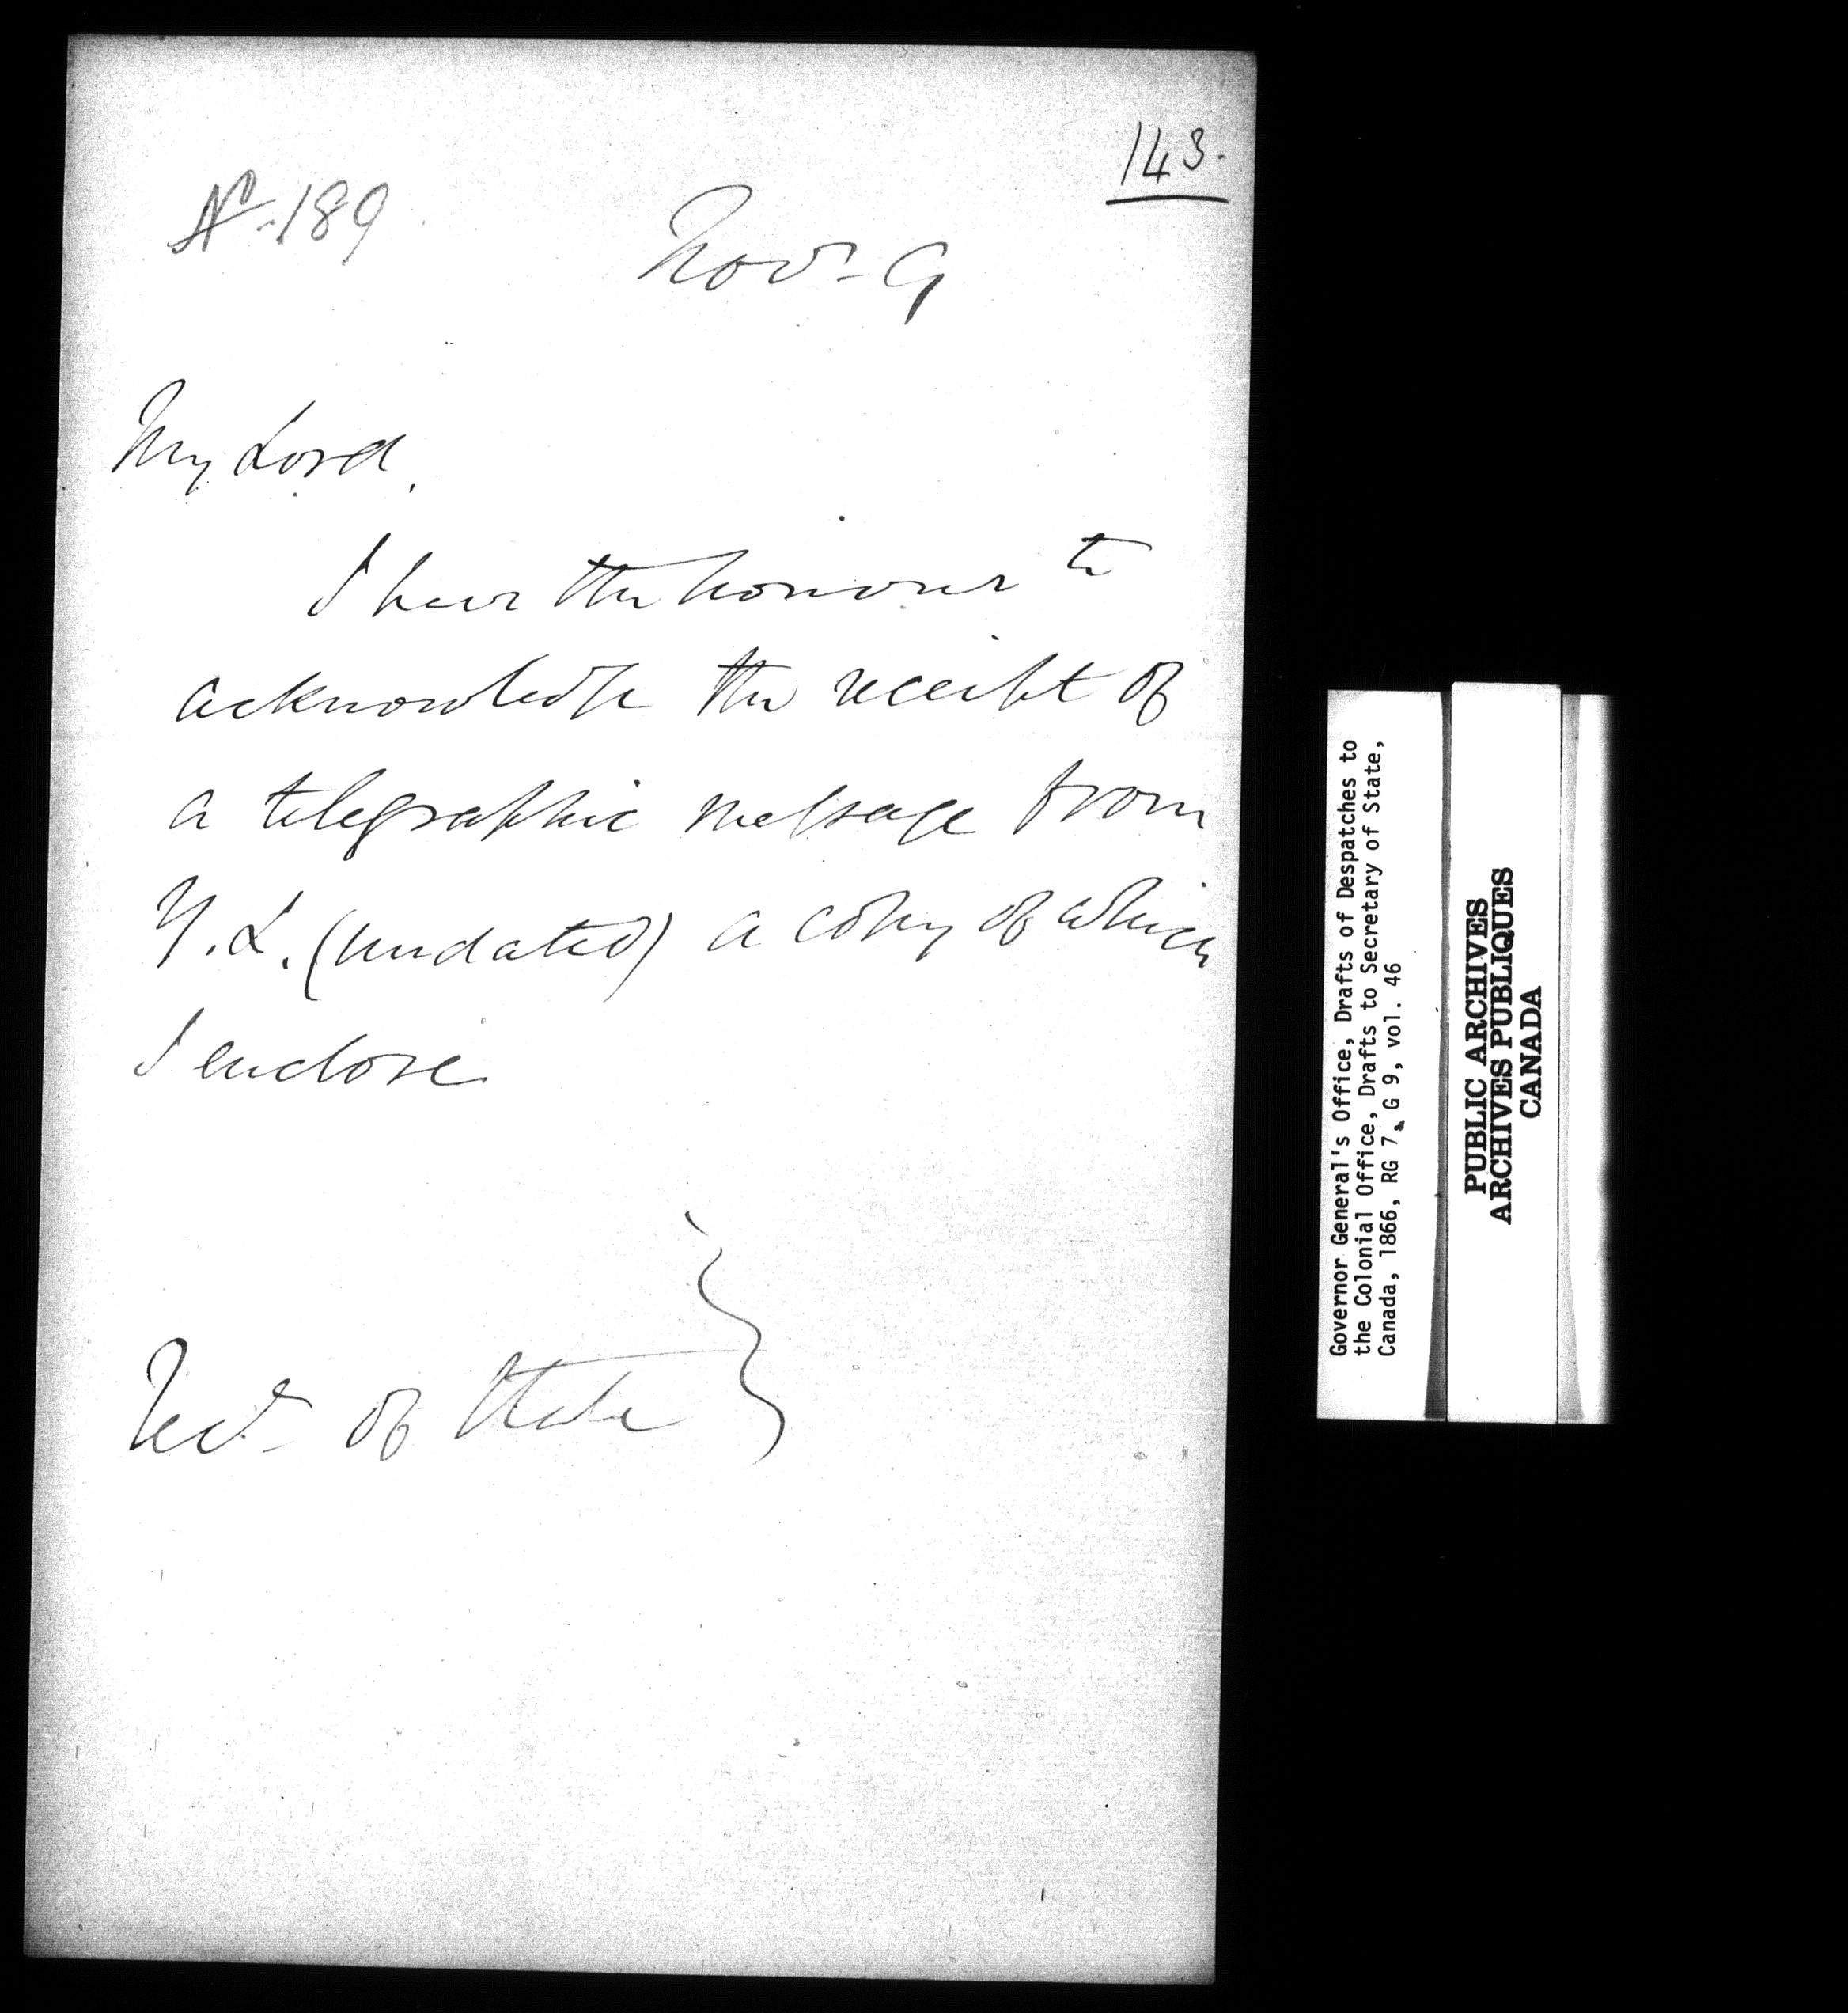 143.
No. 189
Novr 9
My Lord,
I have the honour to
acknowledge the receipt of
a telegraphic message from
Y. L. (undated) a copy of which
I enclose
Secy of State
Governor General's Office, Drafts of Despatches to
the Colonial Office, Drafts to Secretary of State,
Canada, 1866, RG 7, G 9, vol. 46
PUBLIC ARCHIVES
ARCHIVES PUBLIQUES
CANADA